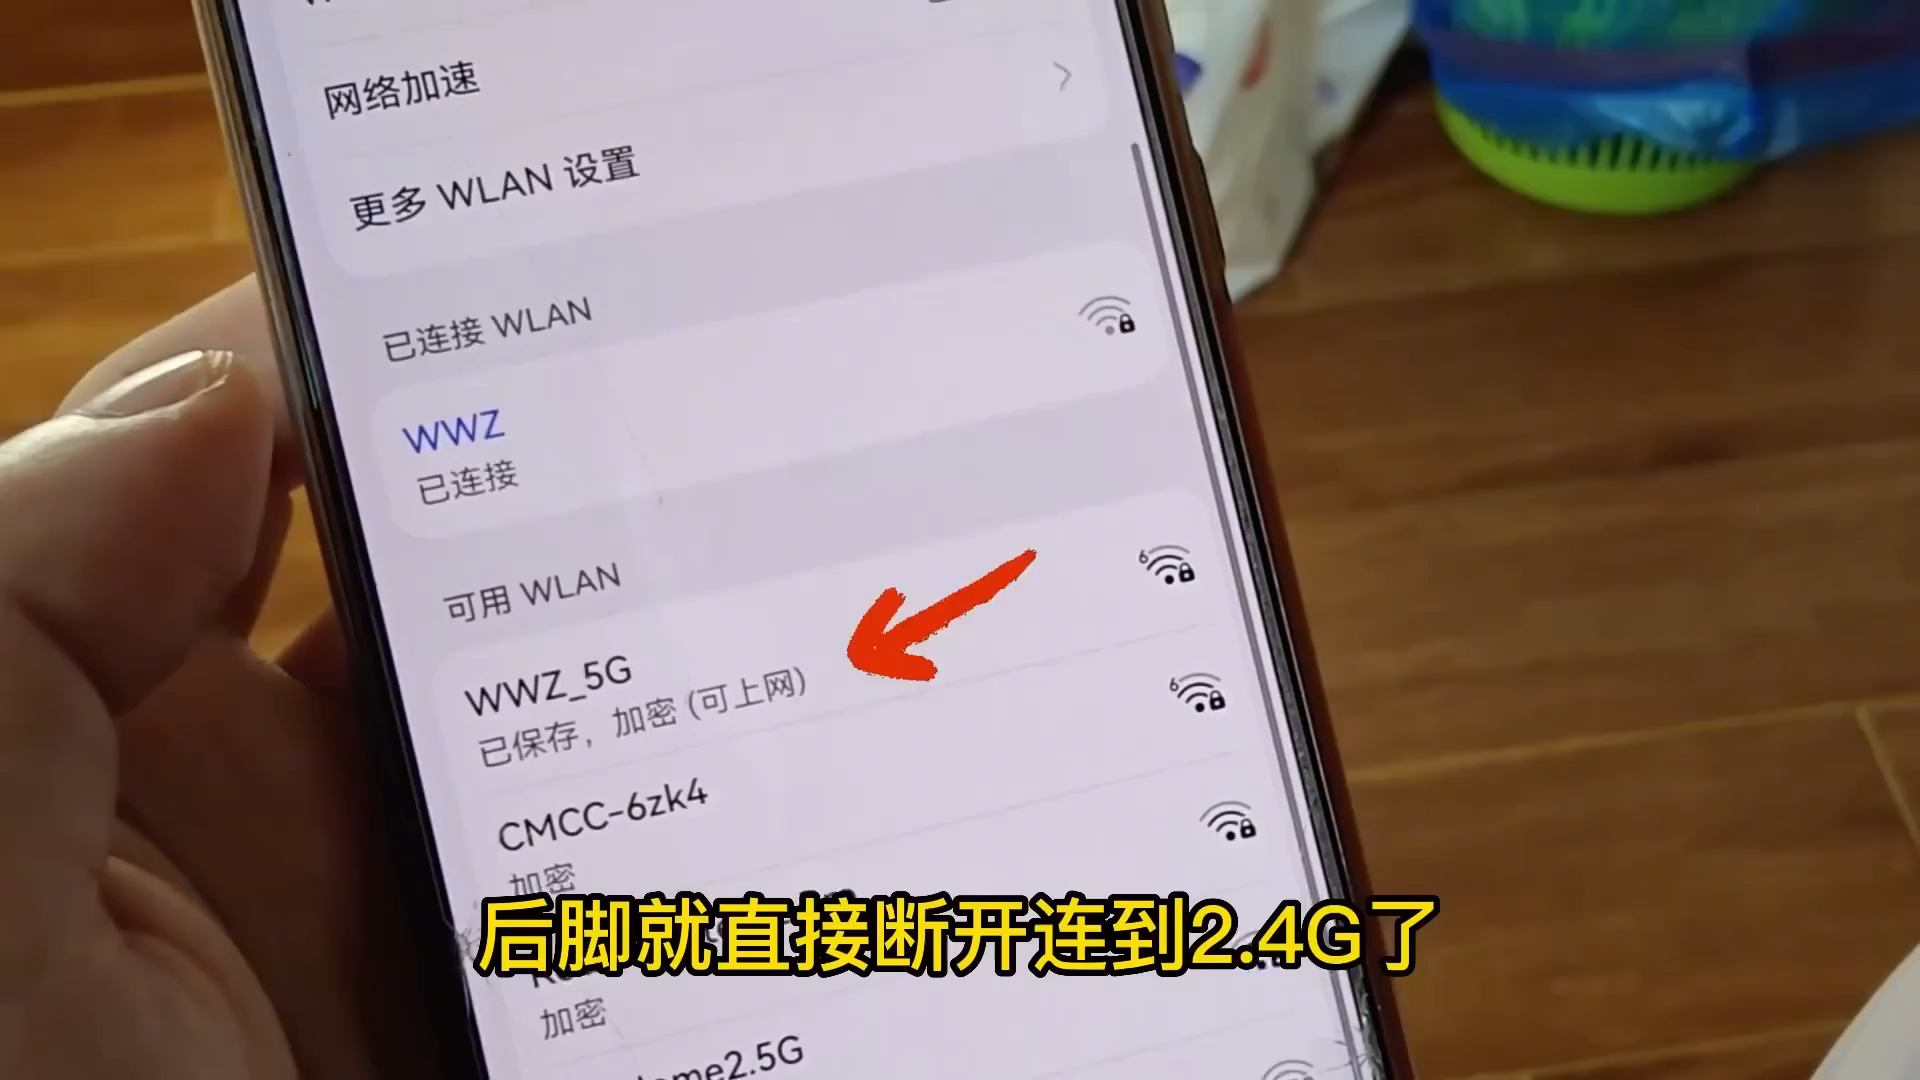 网络加速
更多 WLAN 设置
已连接 WLAN
WWZ
已连接
可用 WLAN
WWZ_5G
已保存，加密 (可上网)
CMCC-6zk4
加密
后脚就直接断开连到2.4G了
加密
ome2.5G